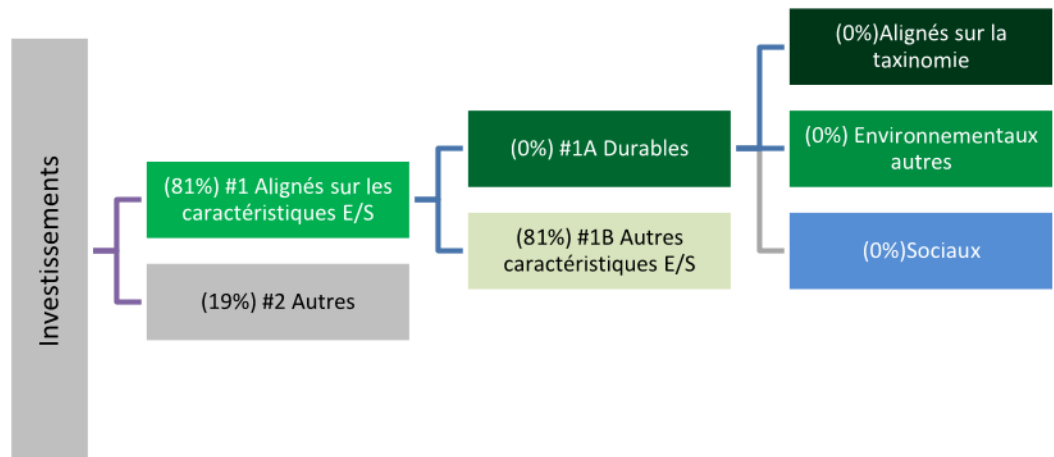 Investissements
(81%) #1 Alignés sur les
caractéristiques E/S
(19%) #2 Autres
(0%) #1A Durables
(81%) #1B Autres
caractéristiques E/S
(0%)Alignés sur la
taxinomie
(0%) Environnementaux
autres
(0%)Sociaux